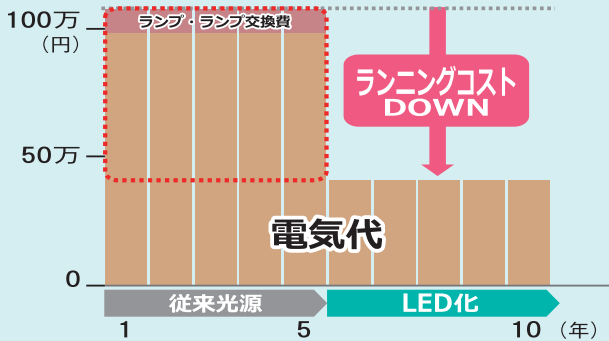 100万
(円)
ランプ・ランプ交換費
ランニングコスト
DOWN
50万
電気代
0
従来光源
LED化
1
5
10
(年)